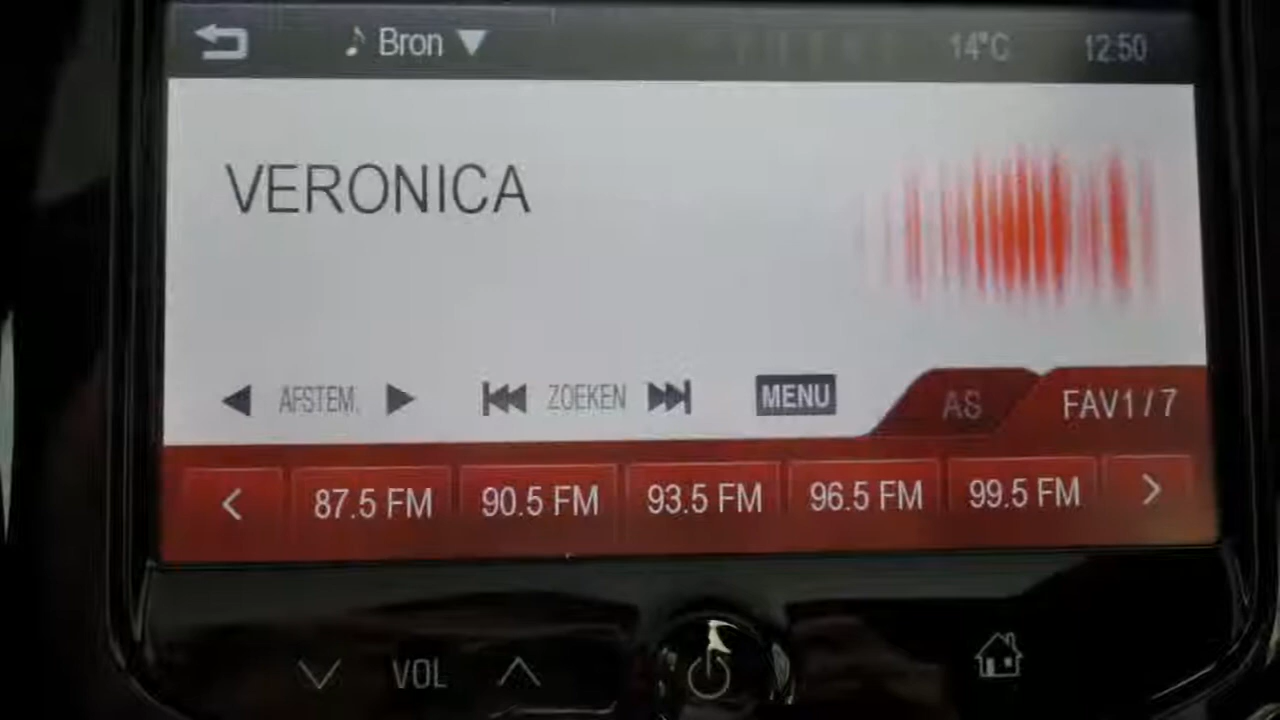 Bron 14°C 12:50
VERONICA
AFSTEM. ZOEKEN MENU AS FAV1/7
< 87.5 FM 90.5 FM 93.5 FM 96.5 FM 99.5 FM >
VOL